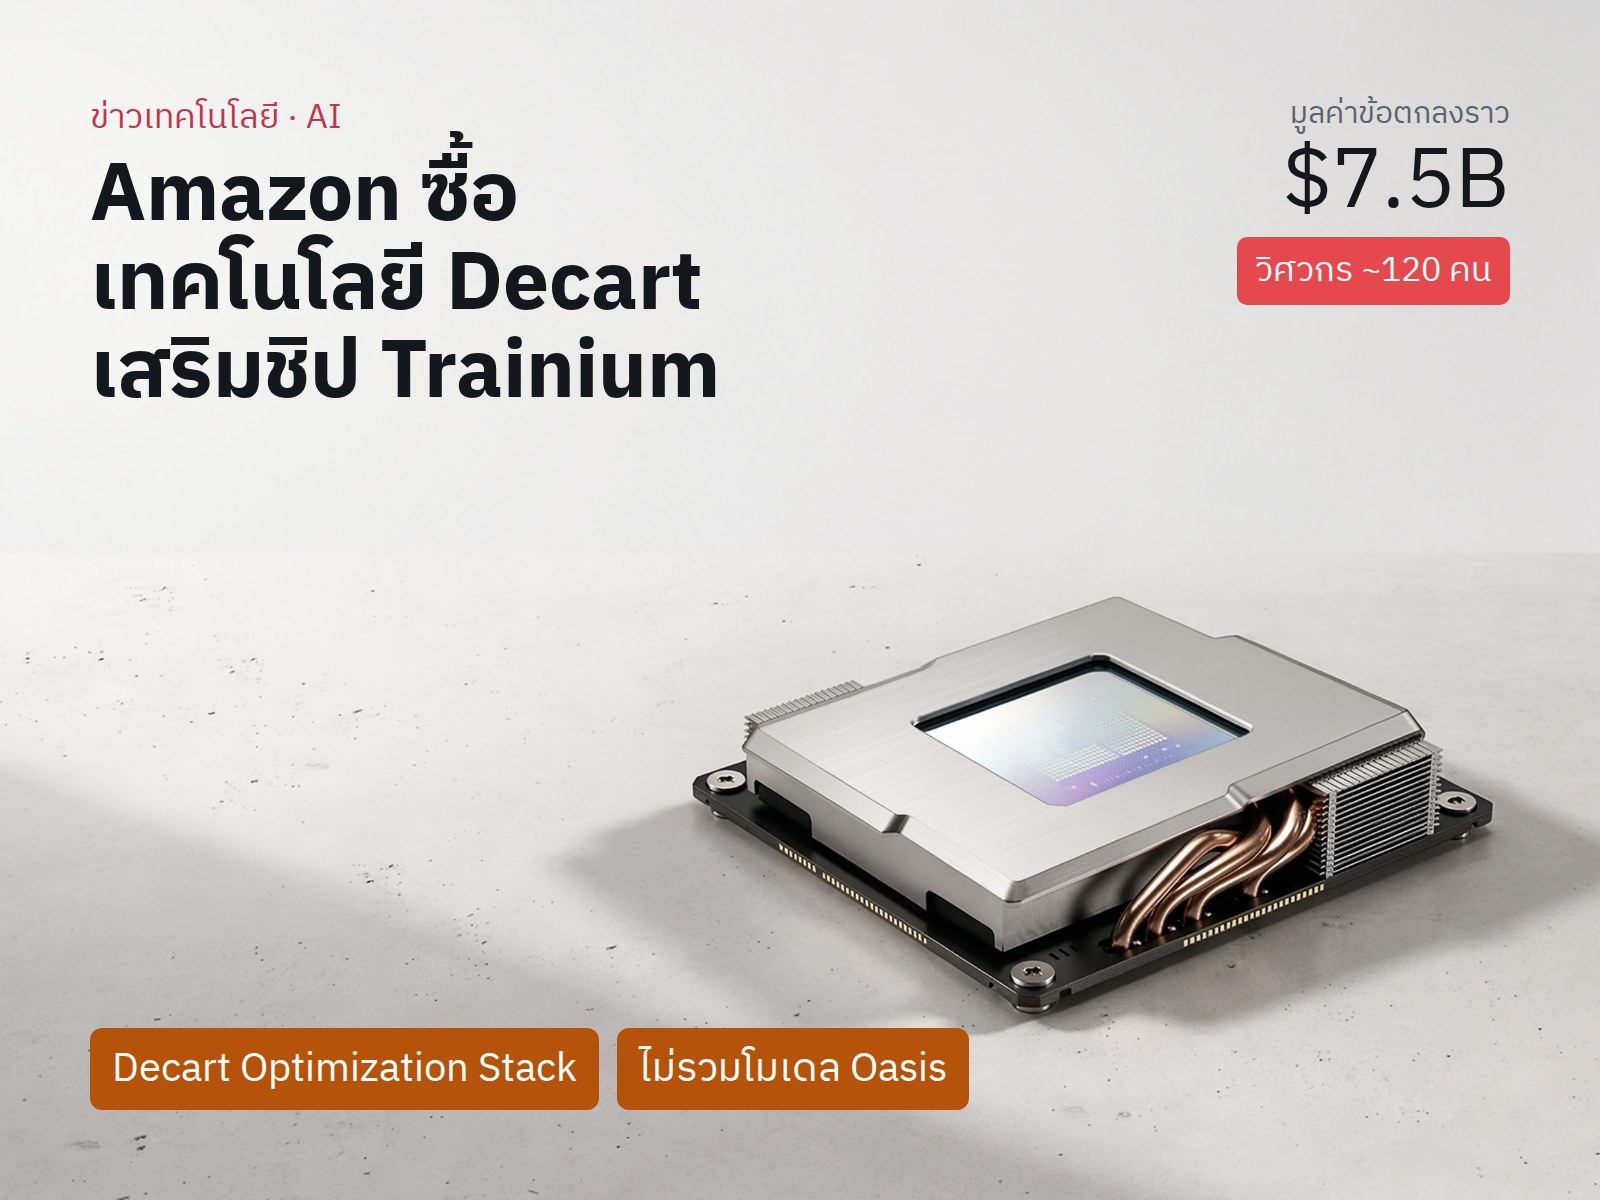 ข่าวเทคโนโลยี · AI
Amazon ซื้อ
เทคโนโลยี Decart
เสริมชิป Trainium
มูลค่าข้อตกลงราว
$7.5B
วิศวกร ~120 คน
Decart Optimization Stack
ไม่รวมโมเดล Oasis